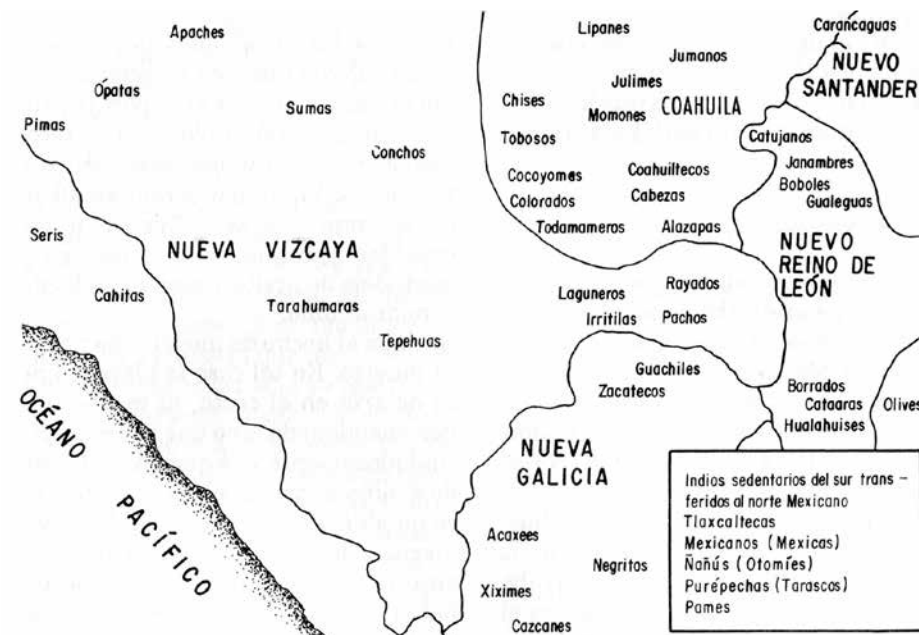 Apaches
Lipanes
Carancaguas
Jumanos
NUEVO
SANTANDER
Ópatas
Julimes
Chises
COAHUILA
Sumas
Momones
Pimas
Tobosos
Catujanos
Conchos
Janambres
Cocoyomes
Coahuiltecos
Boboles
Colorados
Cabezas
Gualeguas
Seris
Todamameros
Alazapas
NUEVA VIZCAYA
NUEVO
REINO DE
LEÓN
Cahitas
Laguneros
Rayados
Tarahumaras
Irritilas
Pachos
Tepehuas
Guachiles
Zacatecos
Borrados
Cataaras
Olives
Hualahuises
OCÉANO
PACÍFICO
NUEVA
GALICIA
Acaxees
Negritos
Xiximes
Cazcanes
Indios sedentarios del sur trans-
feridos al norte Mexicano
Tlaxcaltecas
Mexicanos (Mexicas)
Ñañús (Otomíes)
Purépechas (Tarascos)
Pames